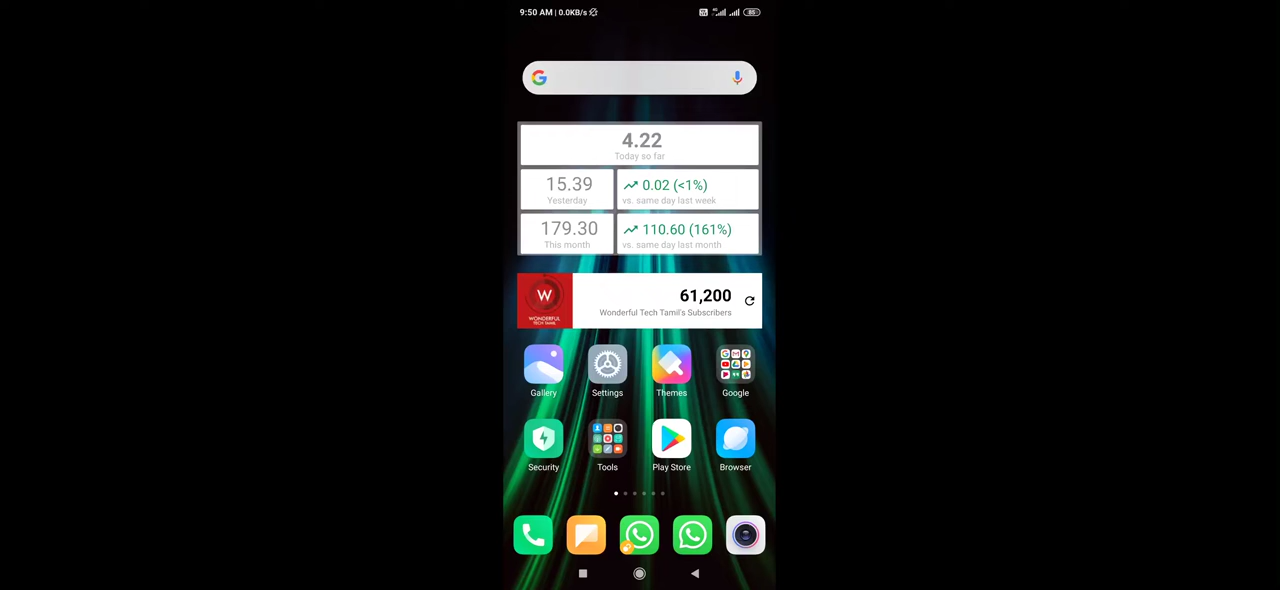 9:50 AM | 0.0KB/s
4G
85
4.22
Today so far
15.39
Yesterday
0.02 (<1%)
vs. same day last week
179.30
This month
110.60 (161%)
vs. same day last month
W
WONDERFUL
TECH TAMIL
61,200
Wonderful Tech Tamil's Subscribers
Gallery
Settings
Themes
Google
Security
Tools
Play Store
Browser